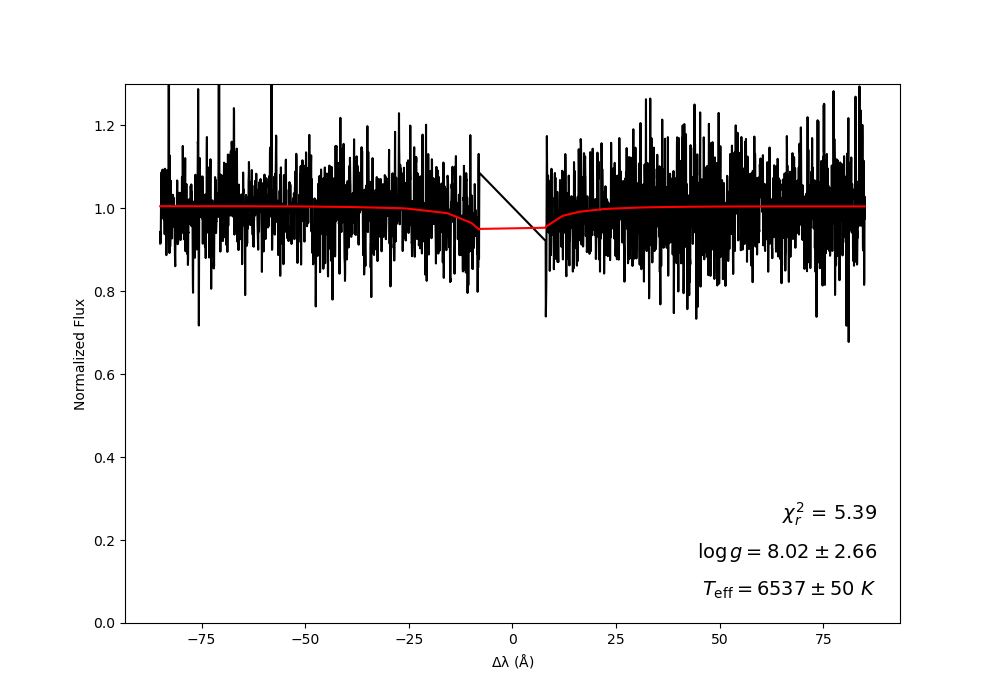 1.2
1.0
0.8
0.6
0.4
0.2
0.0
Normalized Flux
χ²ᵣ = 5.39
log g = 8.02 ± 2.66
T_eff = 6537 ± 50 K
−75 −50 −25 0 25 50 75
Δλ (Å)